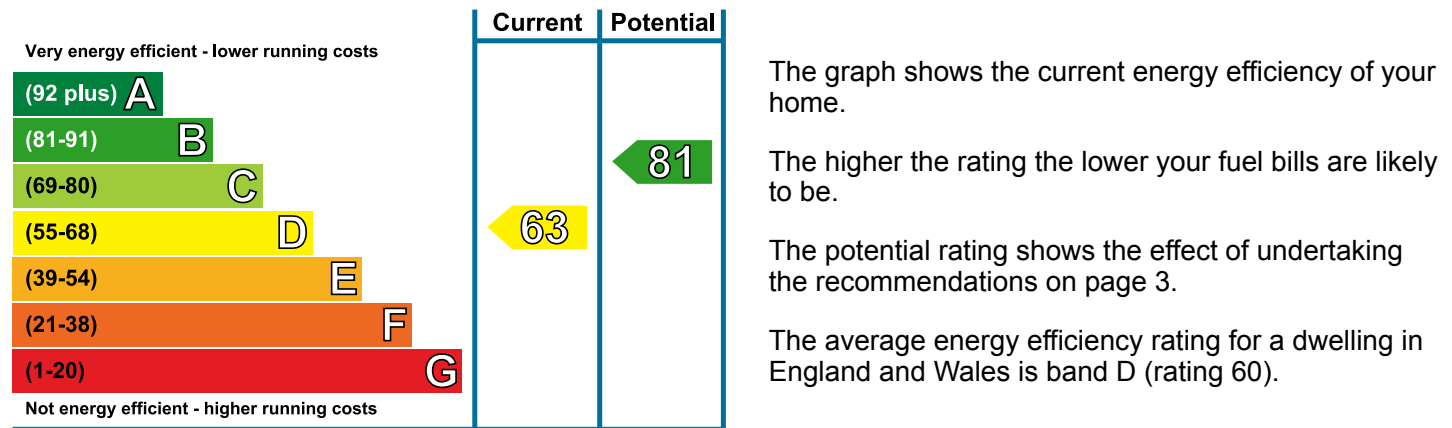 Current Potential
Very energy efficient - lower running costs
(92 plus) A
(81-91) B
(69-80) C
(55-68) D
(39-54) E
(21-38) F
(1-20) G
Not energy efficient - higher running costs
63
81
The graph shows the current energy efficiency of your
home.
The higher the rating the lower your fuel bills are likely
to be.
The potential rating shows the effect of undertaking
the recommendations on page 3.
The average energy efficiency rating for a dwelling in
England and Wales is band D (rating 60).